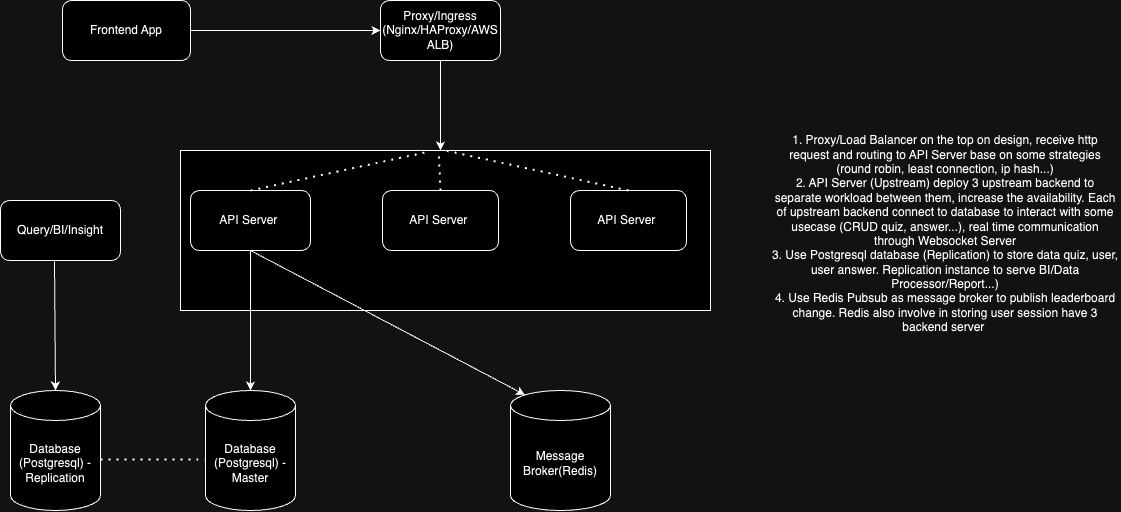 Frontend App
Proxy/Ingress
(Nginx/HAProxy/AWS
ALB)
1. Proxy/Load Balancer on the top on design, receive http
request and routing to API Server base on some strategies
(round robin, least connection, ip hash...)
2. API Server (Upstream) deploy 3 upstream backend to
separate workload between them, increase the availability. Each
of upstream backend connect to database to interact with some
usecase (CRUD quiz, answer...), real time communication
through Websocket Server
3. Use Postgresql database (Replication) to store data quiz, user,
user answer. Replication instance to serve BI/Data
Processor/Report...)
4. Use Redis Pubsub as message broker to publish leaderboard
change. Redis also involve in storing user session have 3
backend server
API Server
API Server
API Server
Query/BI/Insight
Database
(Postgresql) -
Replication
Database
(Postgresql) -
Master
Message
Broker(Redis)